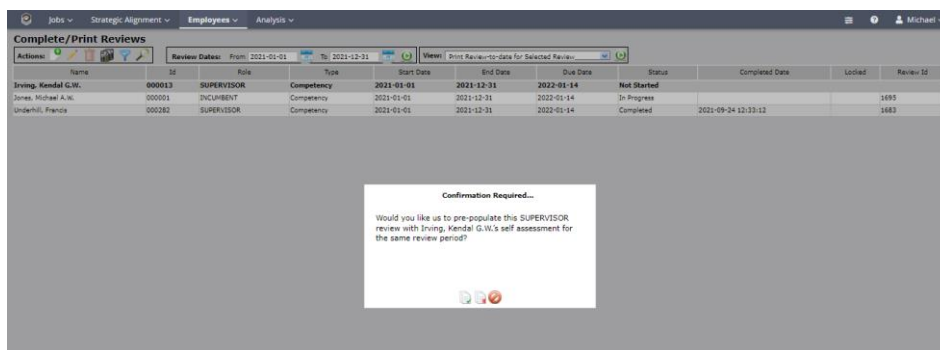 Jobs Strategic Alignment Employees Analysis Michael
Complete/Print Reviews
Actions: Review Dates: From 2021-01-01 To 2021-12-31 View: Print Review-to-date for Selected Review
Name Id Role Type Start Date End Date Due Date Status Completed Date Locked Review Id
Irving, Kendal G.W. 000013 SUPERVISOR Competency 2021-01-01 2021-12-31 2022-01-14 Not Started
Jones, Michael A.W. 000001 INCUMBENT Competency 2021-01-01 2021-12-31 2022-01-14 In Progress 1695
Underhill, Francis 000282 SUPERVISOR Competency 2021-01-01 2021-12-31 2022-01-14 Completed 2021-09-24 12:33:12 1683
Confirmation Required...
Would you like us to pre-populate this SUPERVISOR
review with Irving, Kendal G.W.'s self assessment for
the same review period?